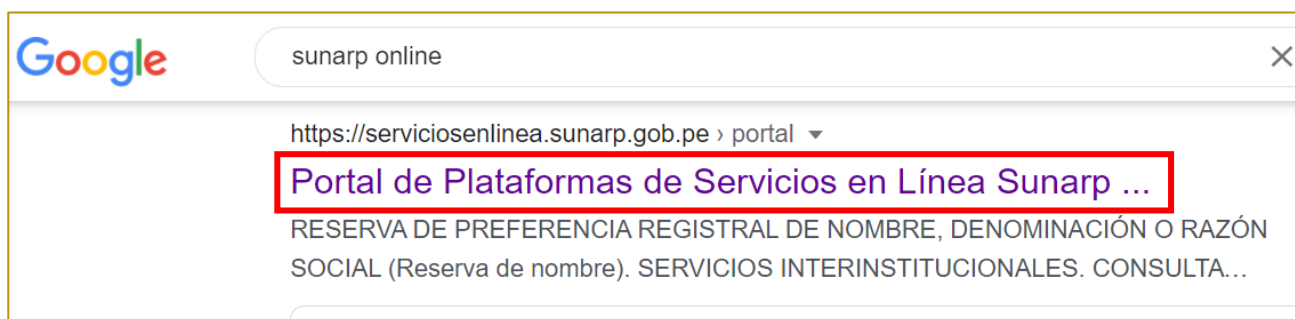 Google
sunarp online
https://serviciosenlinea.sunarp.gob.pe › portal
Portal de Plataformas de Servicios en Línea Sunarp ...
RESERVA DE PREFERENCIA REGISTRAL DE NOMBRE, DENOMINACIÓN O RAZÓN
SOCIAL (Reserva de nombre). SERVICIOS INTERINSTITUCIONALES. CONSULTA...